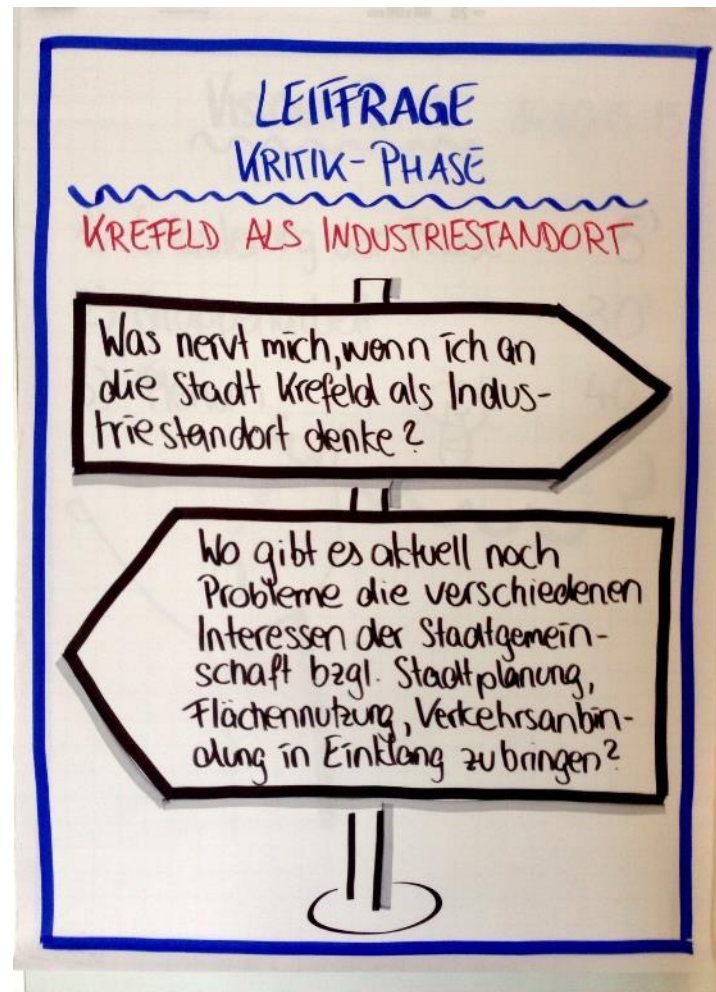 LEITFRAGE
KRITIK-PHASE
KREFELD ALS INDUSTRIESTANDORT
Was nervt mich, wenn ich an
die Stadt Krefeld als Indus-
triestandort denke?
Wo gibt es aktuell noch
Probleme die verschiedenen
Interessen der Stadtgemein-
schaft bzgl. Stadtplanung,
Flächennutzung, Verkehrsanbin-
dung in Einklang zu bringen?